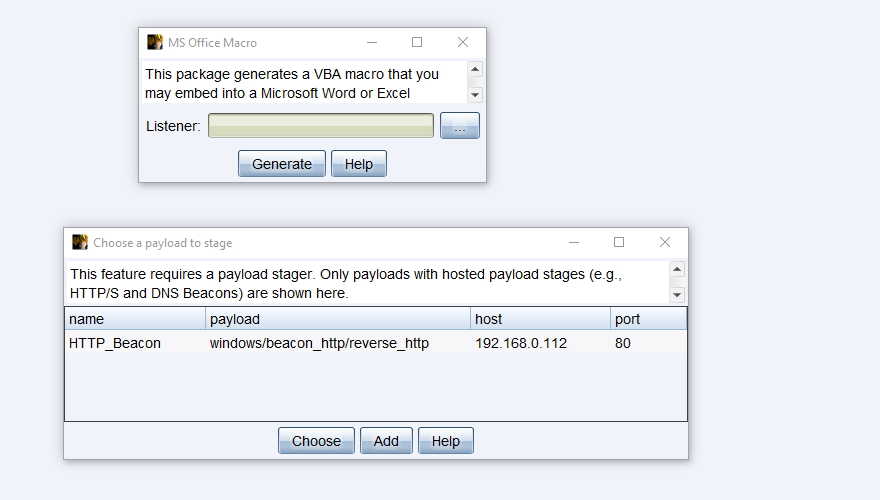 MS Office Macro
This package generates a VBA macro that you
may embed into a Microsoft Word or Excel
Listener:
...
Generate Help
Choose a payload to stage
This feature requires a payload stager. Only payloads with hosted payload stages (e.g.,
HTTP/S and DNS Beacons) are shown here.
name payload host port
HTTP_Beacon windows/beacon_http/reverse_http 192.168.0.112 80
Choose Add Help